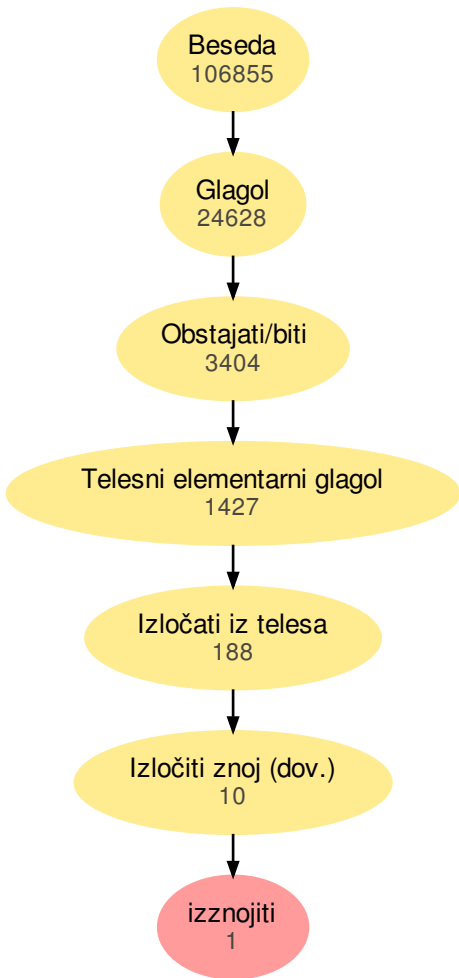 Beseda
106855
Glagol
24628
Obstajati/biti
3404
Telesni elementarni glagol
1427
Izločati iz telesa
188
Izločiti znoj (dov.)
10
izznojiti
1